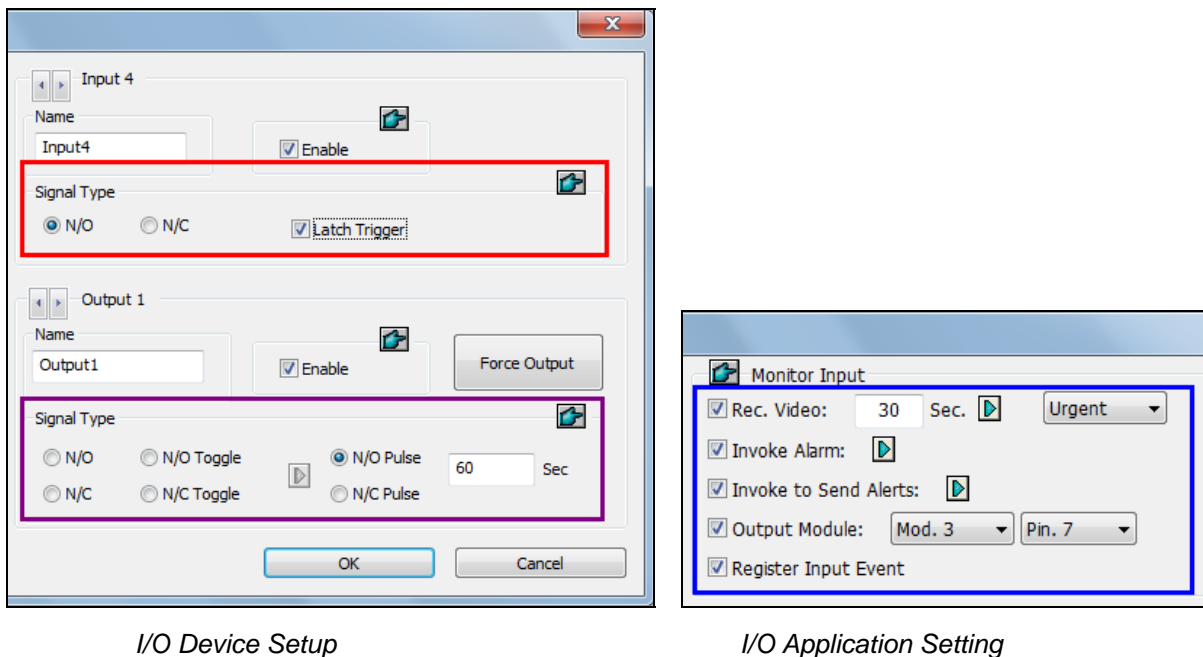 Input 4
Name
Input4
Enable
Signal Type
N/O N/C Latch Trigger
Output 1
Name
Output1
Enable
Force Output
Signal Type
N/O N/O Toggle N/O Pulse 60 Sec
N/C N/C Toggle N/C Pulse
OK Cancel
I/O Device Setup
Monitor Input
Rec. Video: 30 Sec. Urgent
Invoke Alarm:
Invoke to Send Alerts:
Output Module: Mod. 3 Pin. 7
Register Input Event
I/O Application Setting